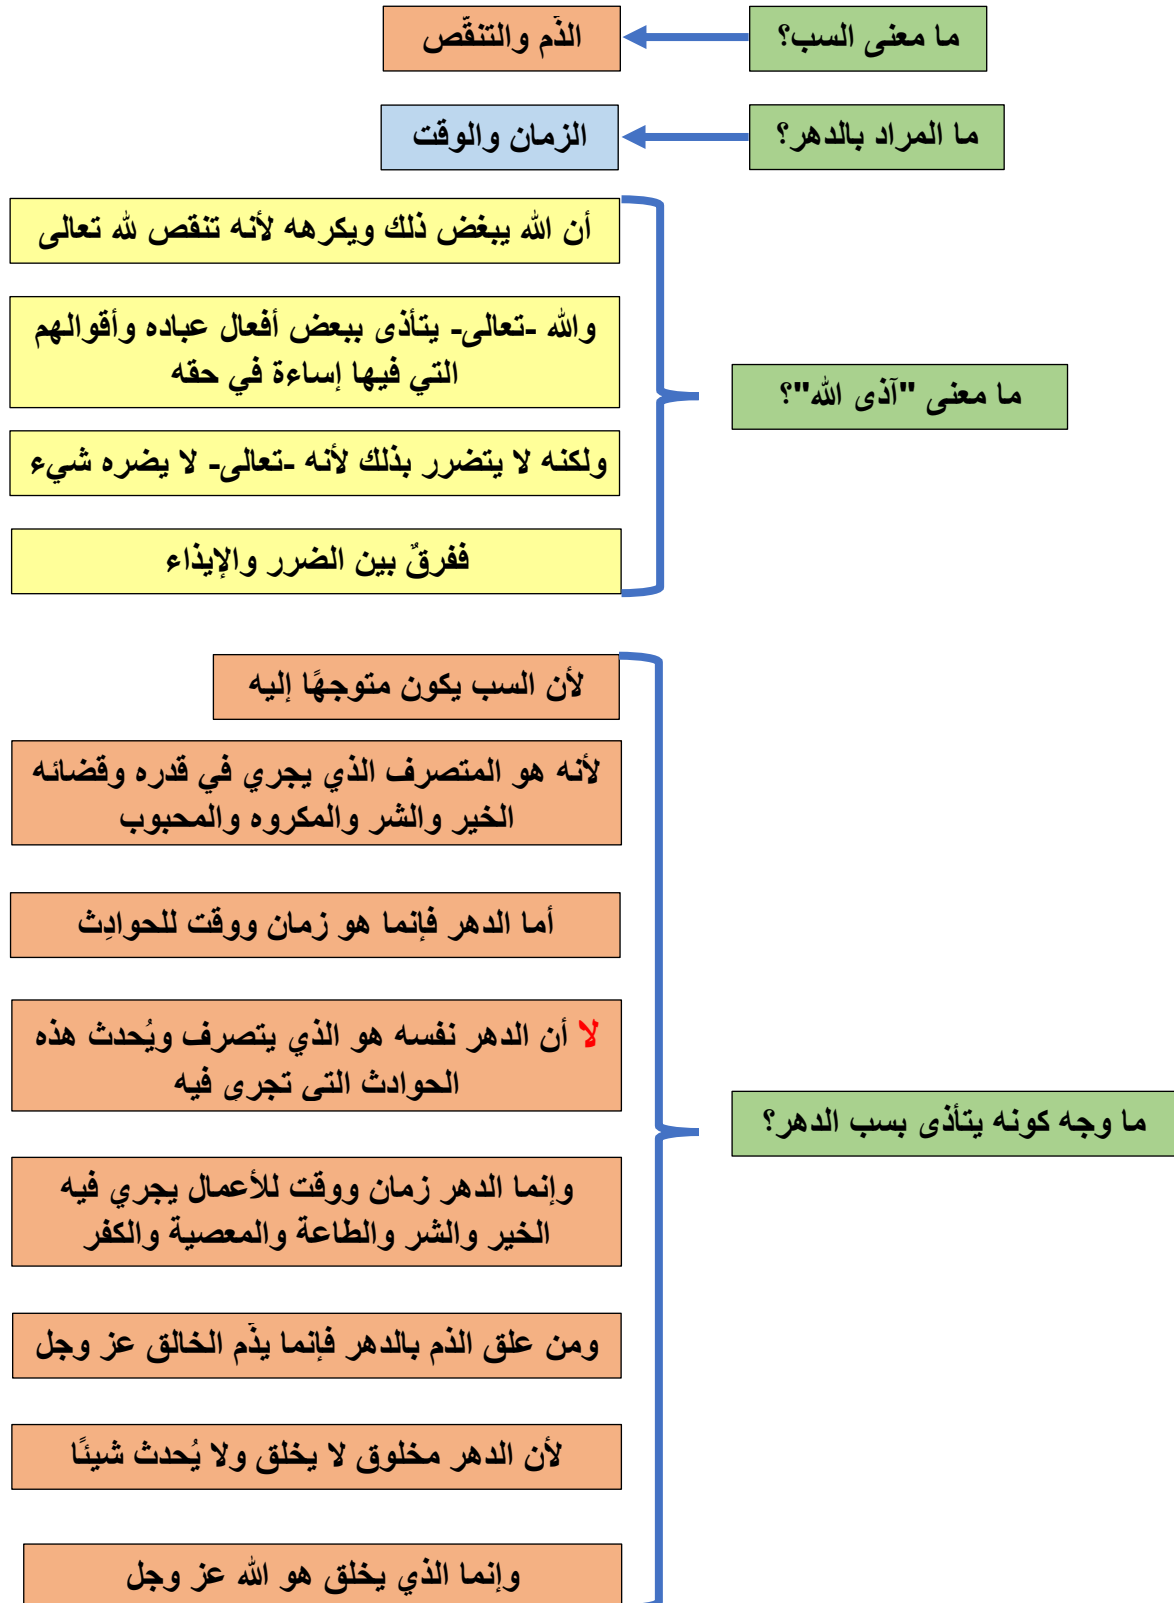 ما معنى السب؟
الذّم والتنقّص
ما المراد بالدهر؟
الزمان والوقت
ما معنى "آذى الله"؟
أن الله يبغض ذلك ويكرهه لأنه تنقص لله تعالى
والله -تعالى- يتأذى ببعض أفعال عباده وأقوالهم
التي فيها إساءة في حقه
ولكنه لا يتضرر بذلك لأنه -تعالى- لا يضره شيء
ففرقٌ بين الضرر والإيذاء
ما وجه كونه يتأذى بسب الدهر؟
لأن السب يكون متوجهًا إليه
لأنه هو المتصرف الذي يجري في قدره وقضائه
الخير والشر والمكروه والمحبوب
أما الدهر فإنما هو زمان ووقت للحوادِث
لا أن الدهر نفسه هو الذي يتصرف ويُحدث هذه
الحوادث التي تجري فيه
وإنما الدهر زمان ووقت للأعمال يجري فيه
الخير والشر والطاعة والمعصية والكفر
ومن علق الذم بالدهر فإنما يذّم الخالق عز وجل
لأن الدهر مخلوق لا يخلق ولا يُحدث شيئًا
وإنما الذي يخلق هو الله عز وجل